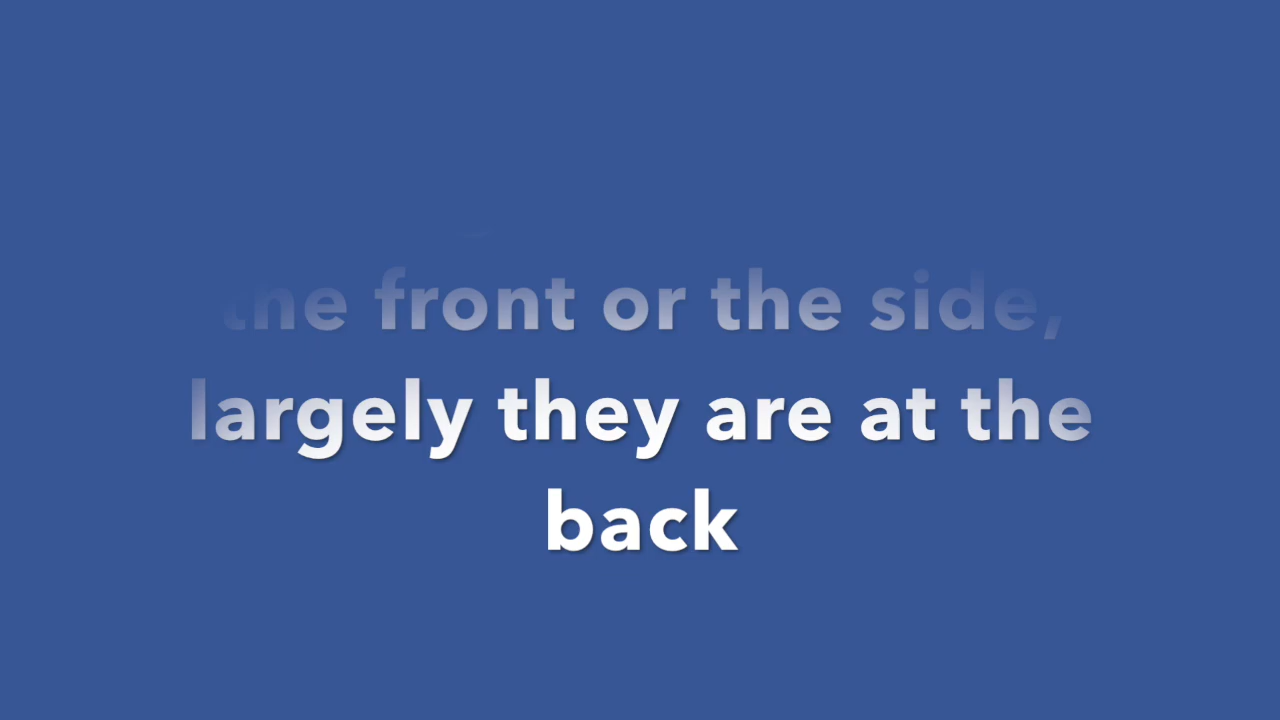 the front or the side,
largely they are at the
back